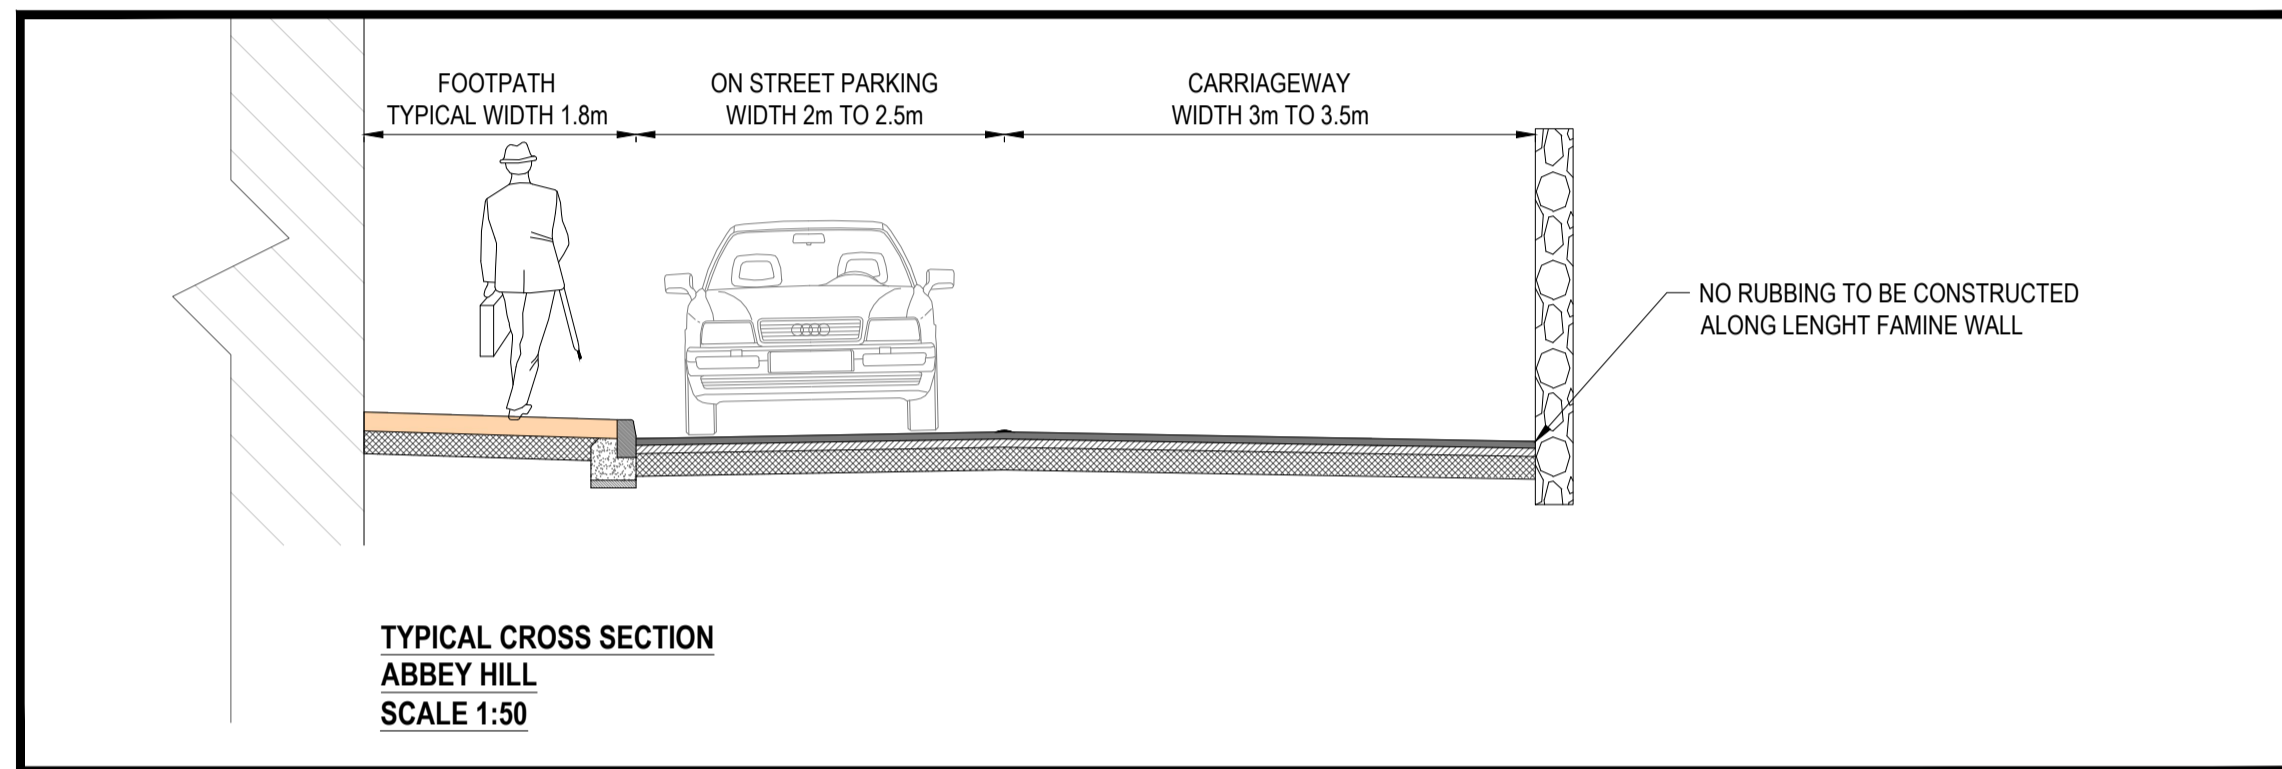 FOOTPATH
TYPICAL WIDTH 1.8m
ON STREET PARKING
WIDTH 2m TO 2.5m
CARRIAGEWAY
WIDTH 3m TO 3.5m
NO RUBBING TO BE CONSTRUCTED
ALONG LENGHT FAMINE WALL
TYPICAL CROSS SECTION
ABBEY HILL
SCALE 1:50